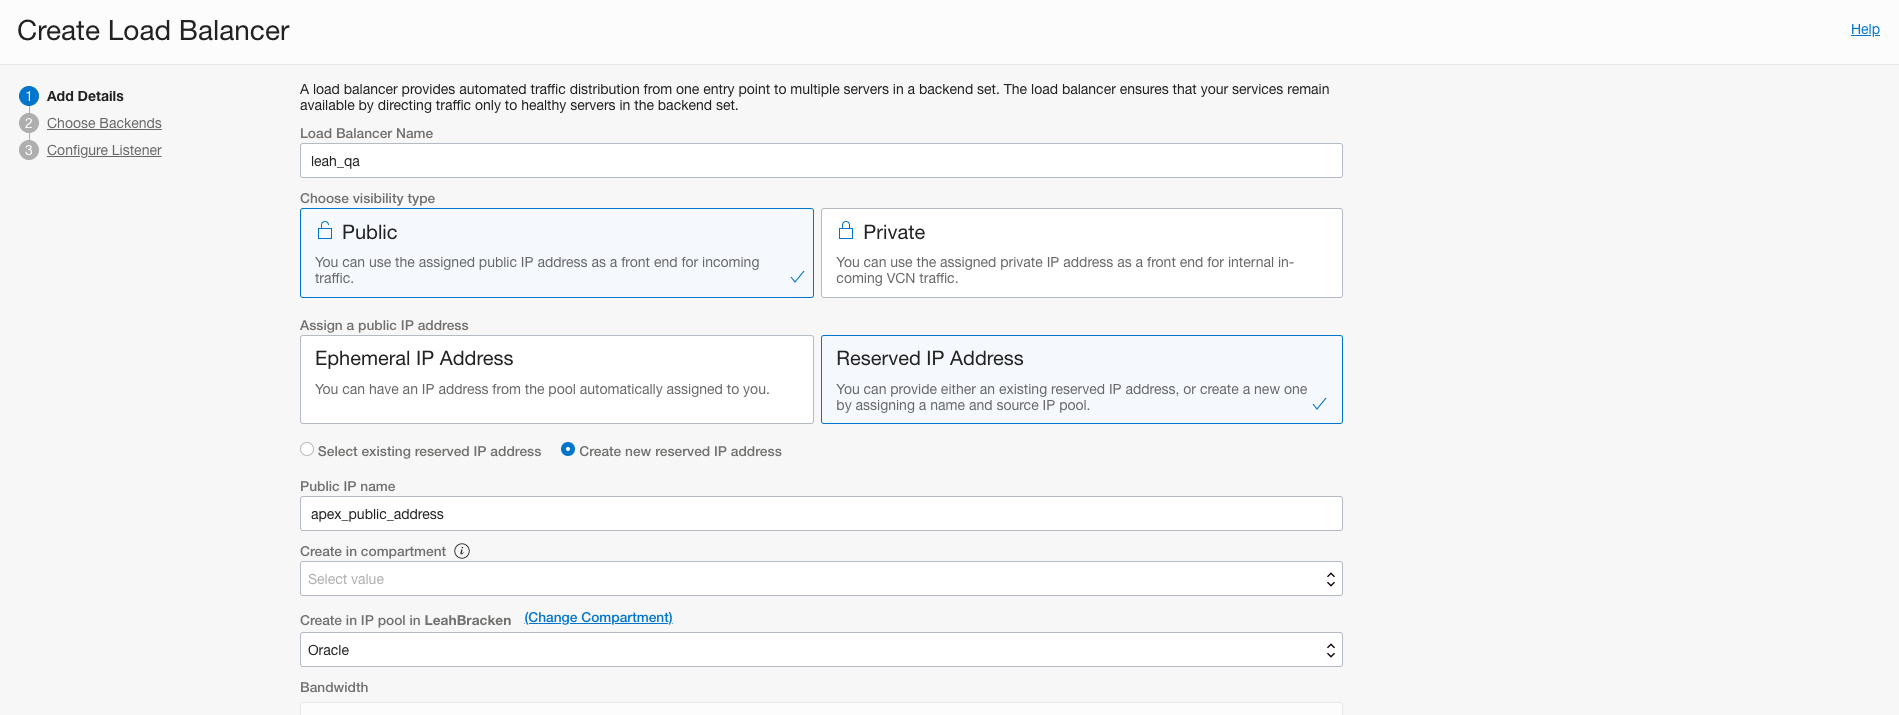 Create Load Balancer
Help
1 Add Details
2 Choose Backends
3 Configure Listener
A load balancer provides automated traffic distribution from one entry point to multiple servers in a backend set. The load balancer ensures that your services remain
available by directing traffic only to healthy servers in the backend set.
Load Balancer Name
leah_qa
Choose visibility type
Public
You can use the assigned public IP address as a front end for incoming
traffic.
Private
You can use the assigned private IP address as a front end for internal in-
coming VCN traffic.
Assign a public IP address
Ephemeral IP Address
You can have an IP address from the pool automatically assigned to you.
Reserved IP Address
You can provide either an existing reserved IP address, or create a new one
by assigning a name and source IP pool.
Select existing reserved IP address
Create new reserved IP address
Public IP name
apex_public_address
Create in compartment i
Select value
Create in IP pool in LeahBracken (Change Compartment)
Oracle
Bandwidth